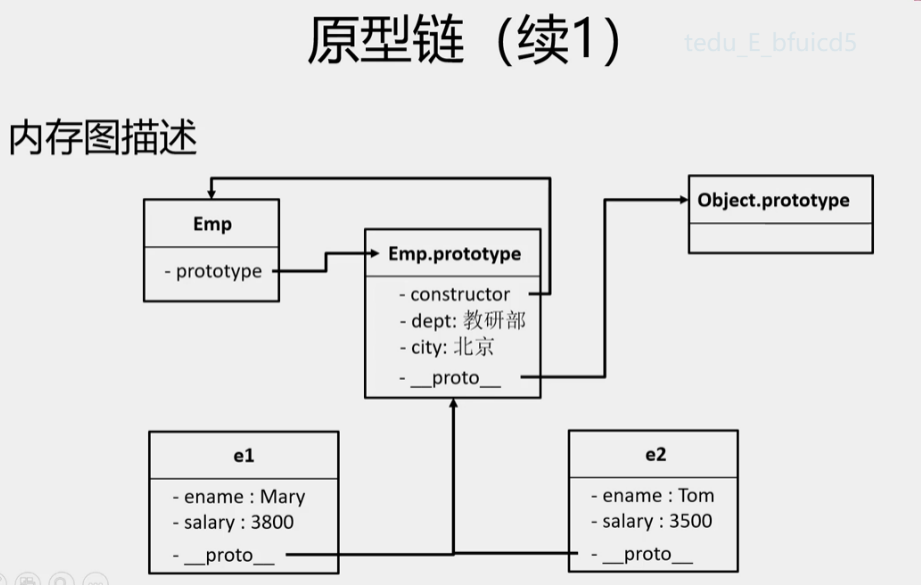 原型链（续1）
tedu_E_bfuicd5
内存图描述
Emp
- prototype
Emp.prototype
- constructor
- dept: 教研部
- city: 北京
- __proto__
Object.prototype
e1
- ename : Mary
- salary : 3800
- __proto__
e2
- ename : Tom
- salary : 3500
- __proto__